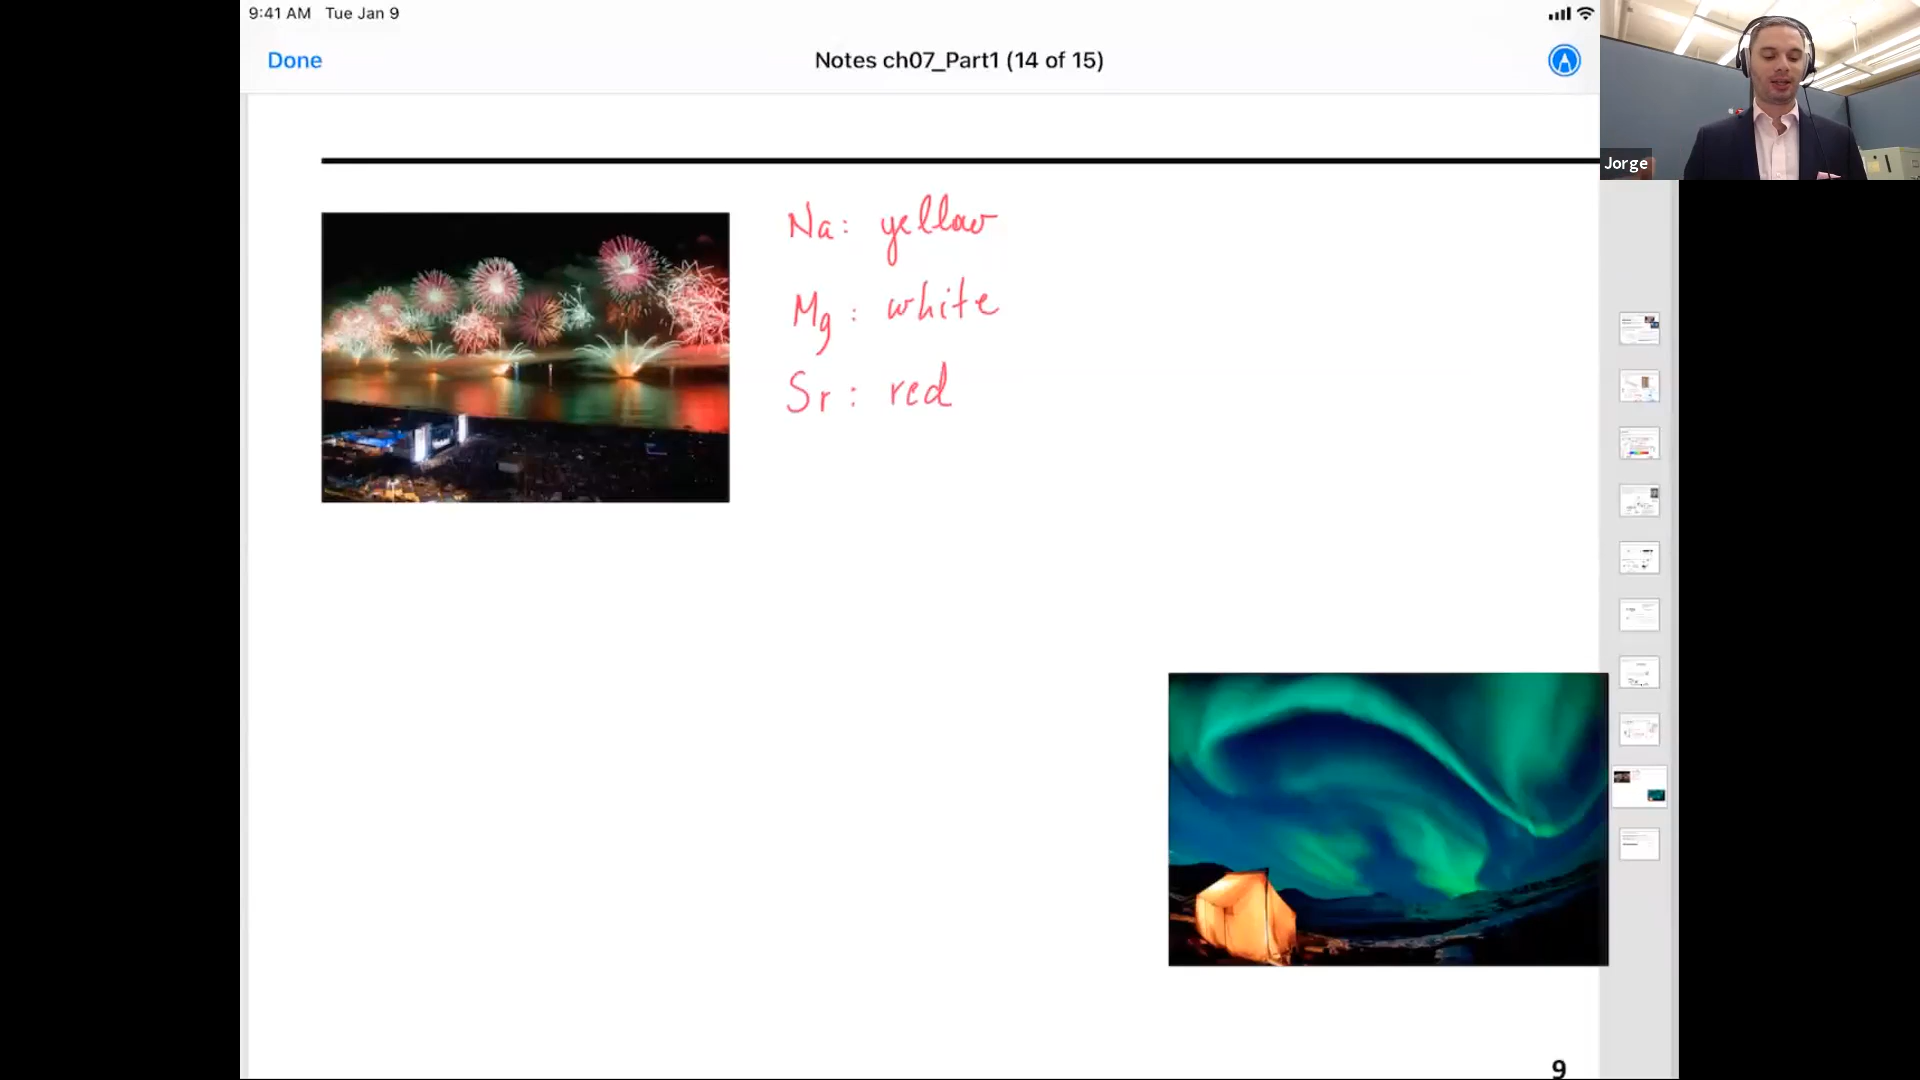 9:41 AM Tue Jan 9
Done
Notes ch07_Part1 (14 of 15)
Jorge
Na: yellow
Mg: white
Sr: red
9